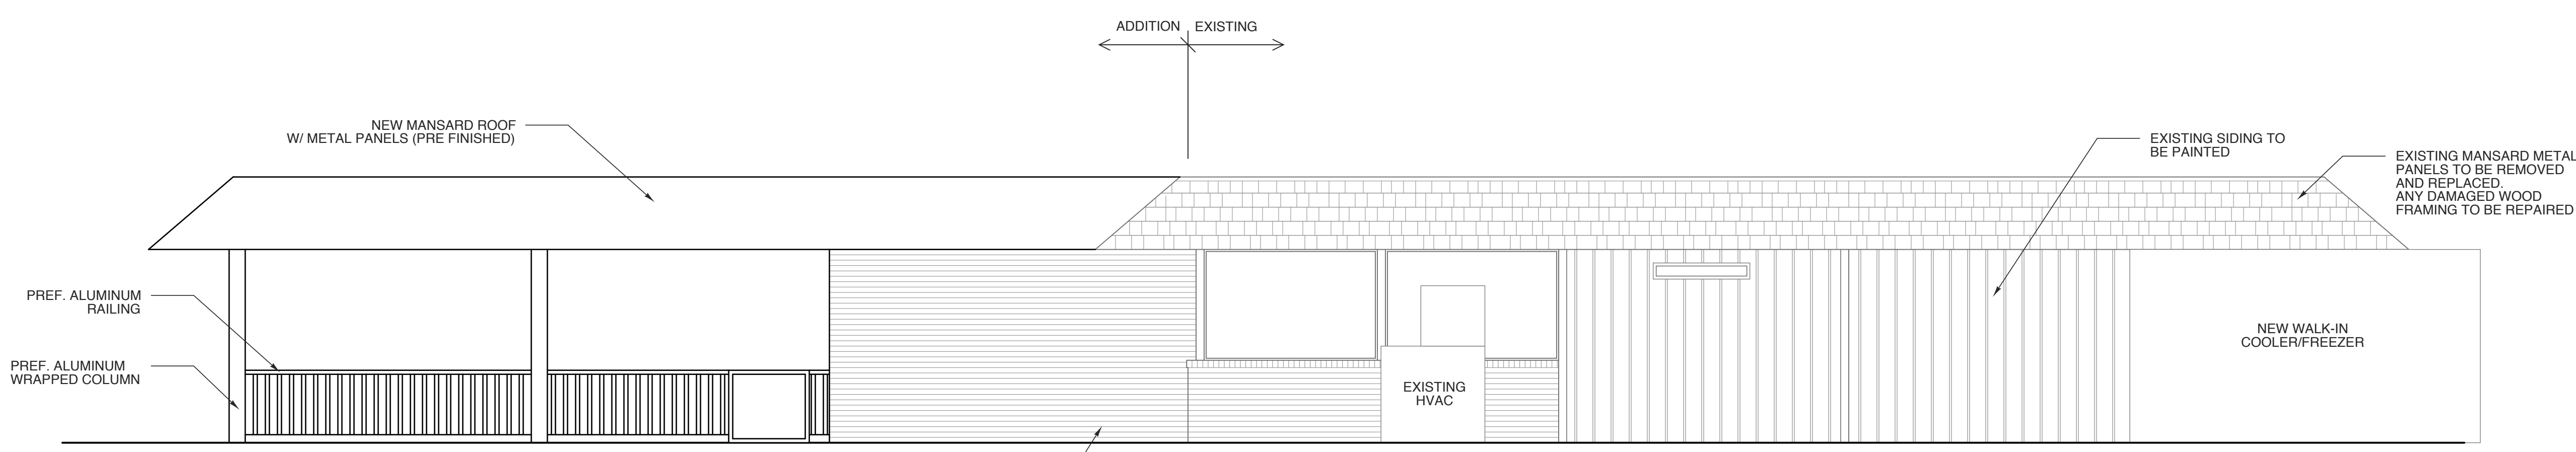 ADDITION EXISTING
NEW MANSARD ROOF
W/ METAL PANELS (PRE FINISHED)
EXISTING SIDING TO
BE PAINTED
EXISTING MANSARD METAL
PANELS TO BE REMOVED
AND REPLACED.
ANY DAMAGED WOOD
FRAMING TO BE REPAIRED
PREF. ALUMINUM
RAILING
PREF. ALUMINUM
WRAPPED COLUMN
EXISTING
HVAC
NEW WALK-IN
COOLER/FREEZER